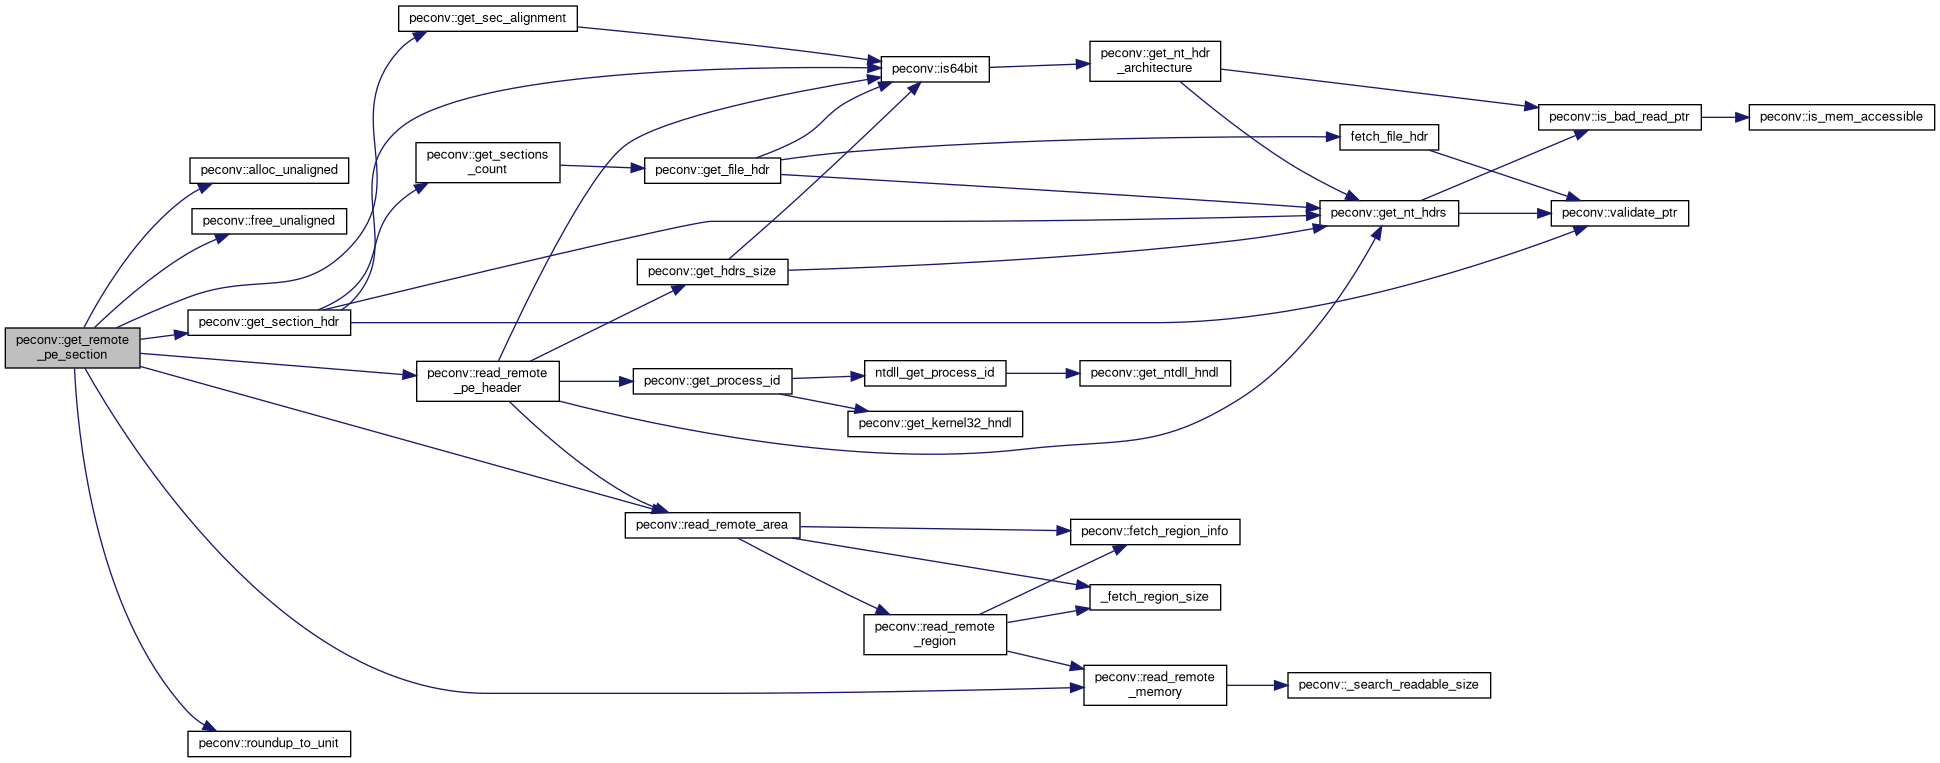 peconv::get_remote
_pe_section
peconv::alloc_unaligned
peconv::free_unaligned
peconv::get_section_hdr
peconv::roundup_to_unit
peconv::get_sec_alignment
peconv::get_sections
_count
peconv::read_remote
_pe_header
peconv::get_file_hdr
peconv::get_hdrs_size
peconv::get_process_id
peconv::read_remote_area
peconv::is64bit
ntdll_get_process_id
peconv::get_kernel32_hndl
peconv::read_remote
_region
peconv::get_nt_hdr
_architecture
peconv::get_ntdll_hndl
peconv::fetch_region_info
_fetch_region_size
peconv::read_remote
_memory
fetch_file_hdr
peconv::get_nt_hdrs
peconv::_search_readable_size
peconv::is_bad_read_ptr
peconv::validate_ptr
peconv::is_mem_accessible